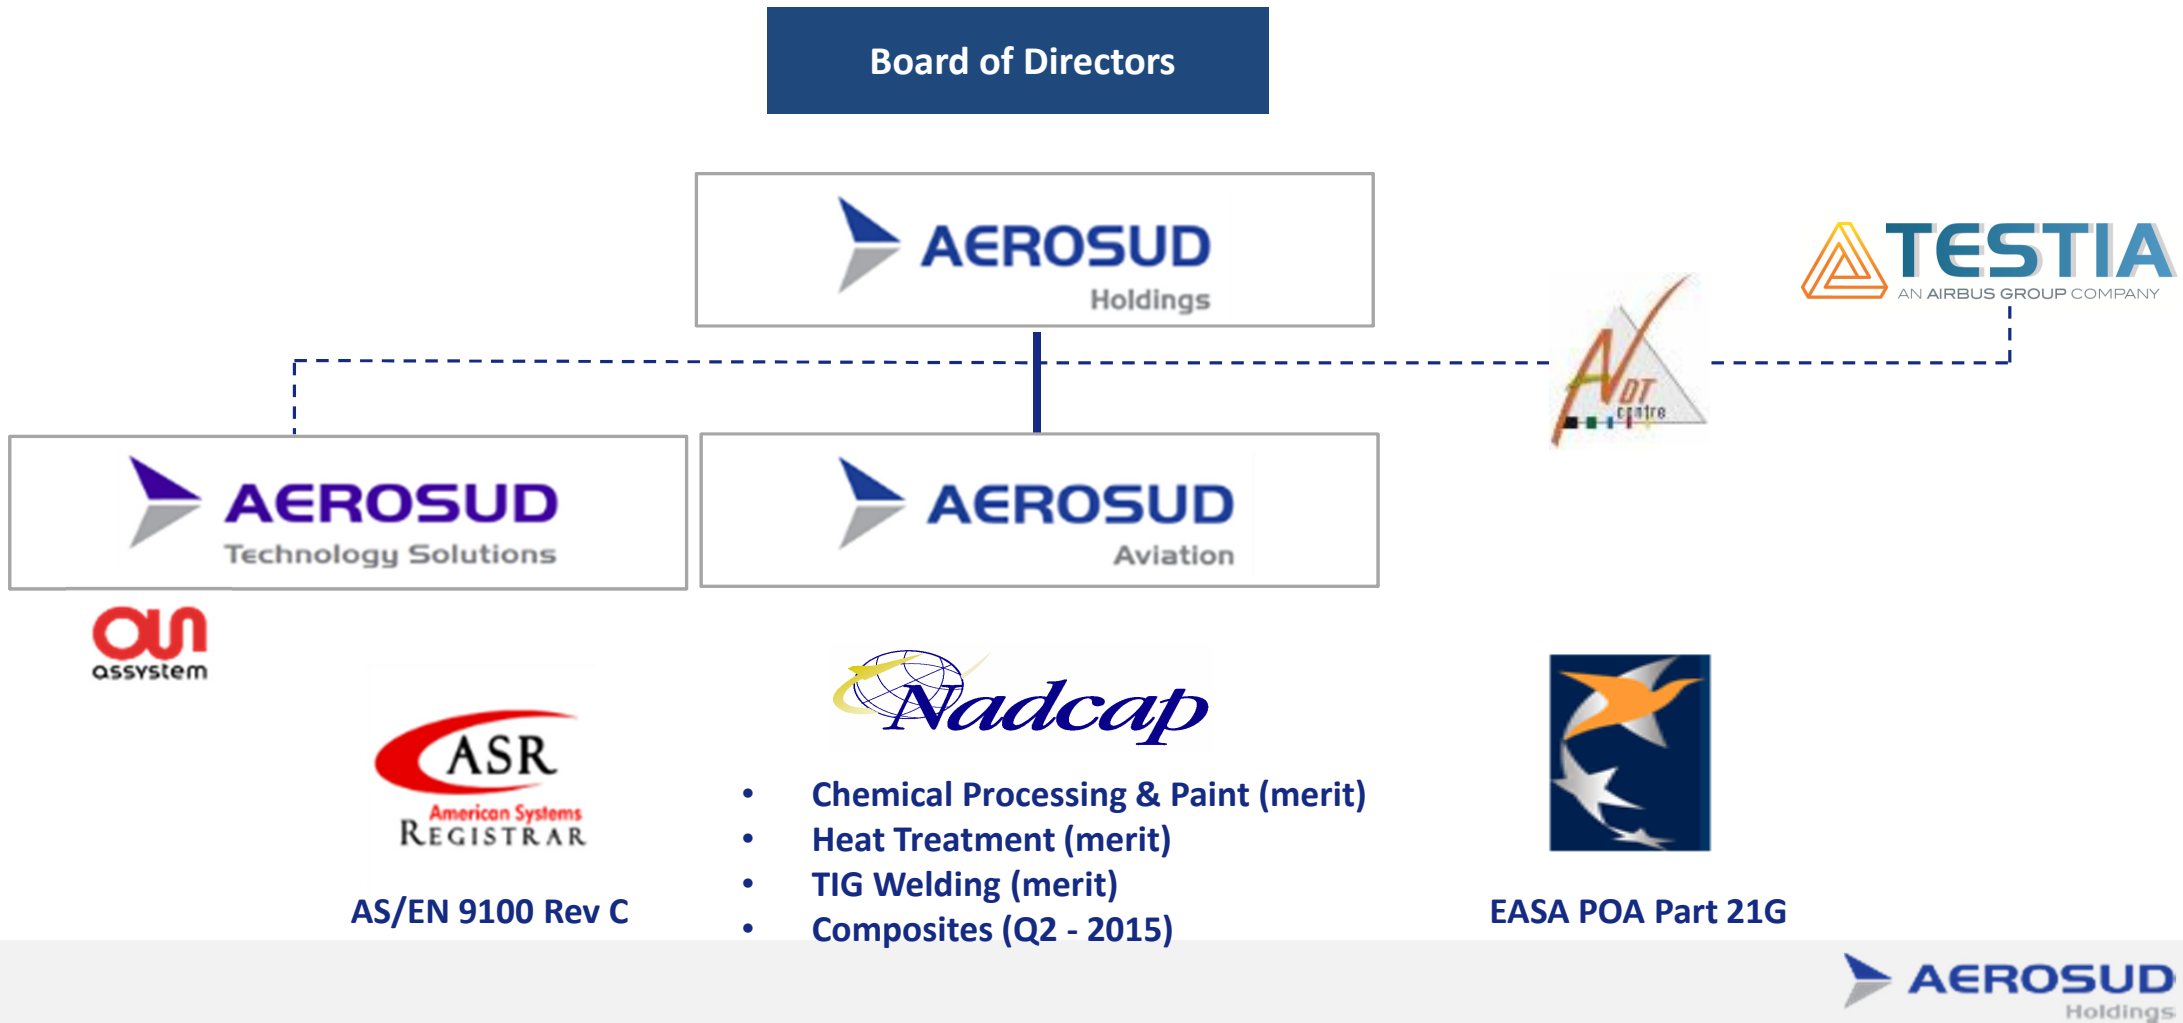 Board of Directors
AEROSUD
Holdings
TESTIA
AN AIRBUS GROUP COMPANY
NDT
centre
AEROSUD
Technology Solutions
AEROSUD
Aviation
assystem
ASR
American Systems
REGISTRAR
AS/EN 9100 Rev C
Nadcap
• Chemical Processing & Paint (merit)
• Heat Treatment (merit)
• TIG Welding (merit)
• Composites (Q2 - 2015)
EASA POA Part 21G
AEROSUD
Holdings